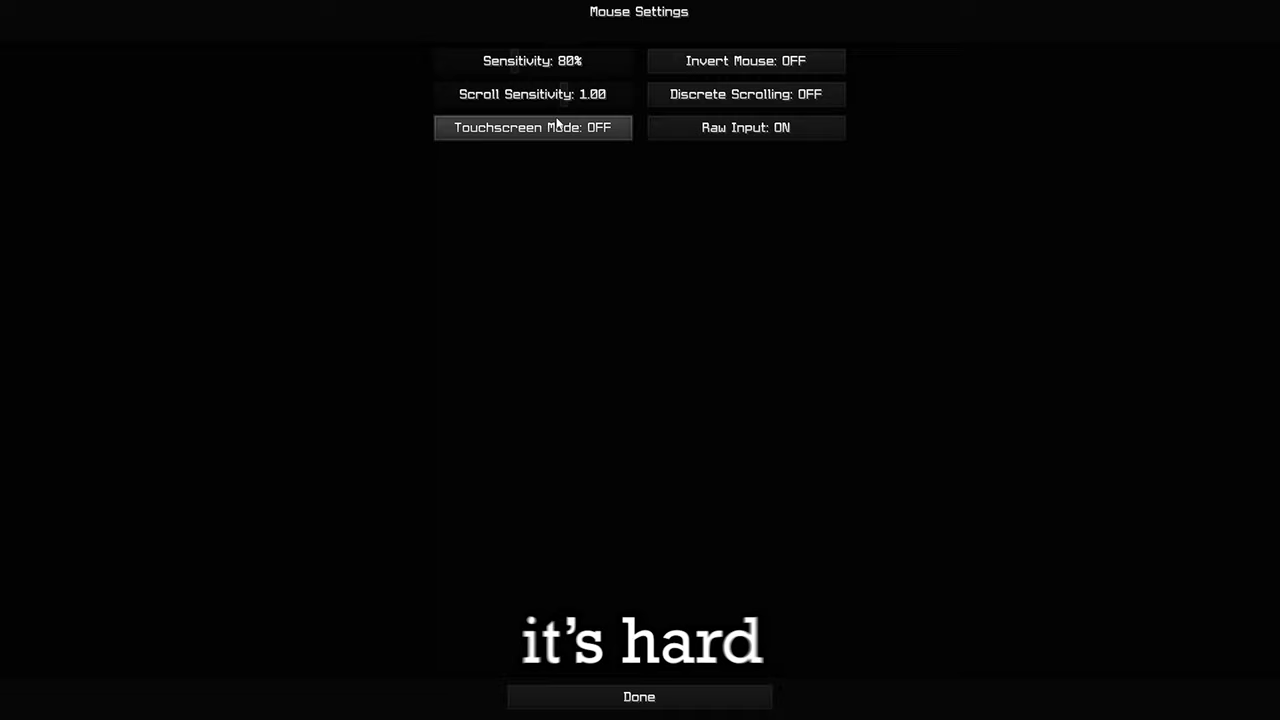 Mouse Settings
Sensitivity: 80%
Invert Mouse: OFF
Scroll Sensitivity: 1.00
Discrete Scrolling: OFF
Touchscreen Mode: OFF
Raw Input: ON
it's hard
Done